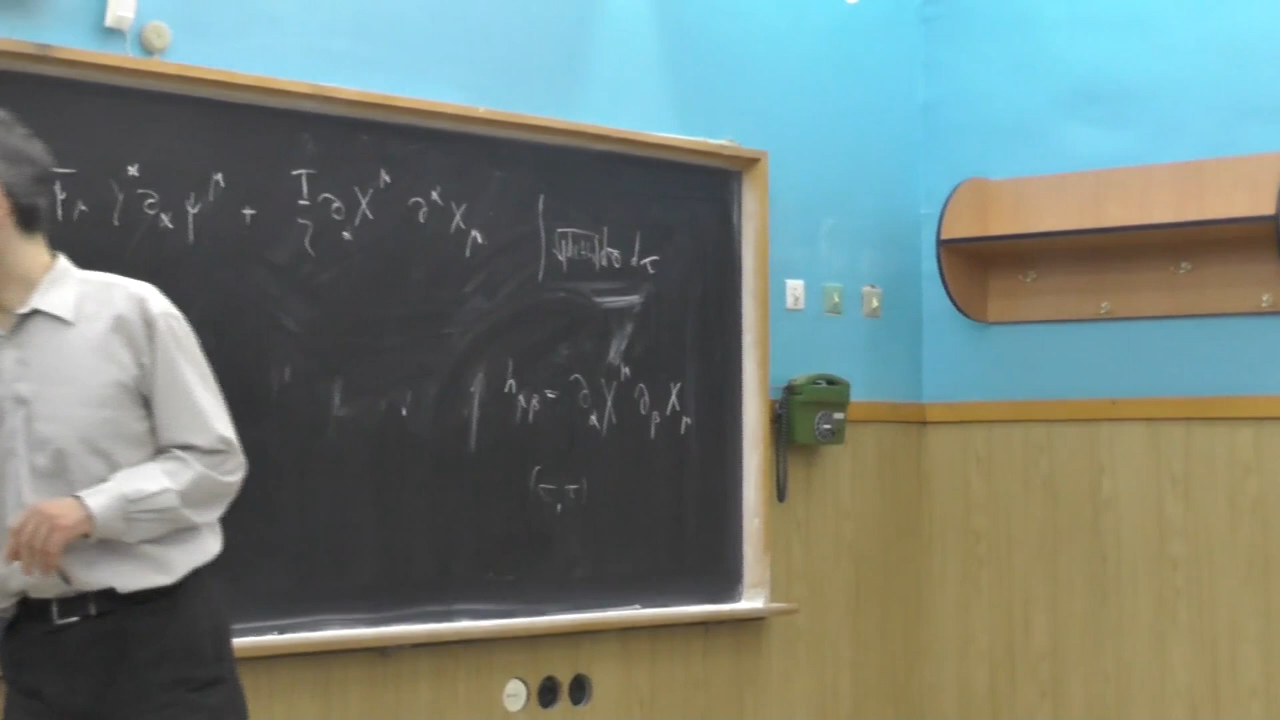 ψ̄_μ γ^α ∂_α ψ^μ + T/2 ∂_α X^μ ∂^α X_μ
∫ √|det h| dσ dτ
h_αβ = ∂_α X^μ ∂_β X_μ
(σ, τ)